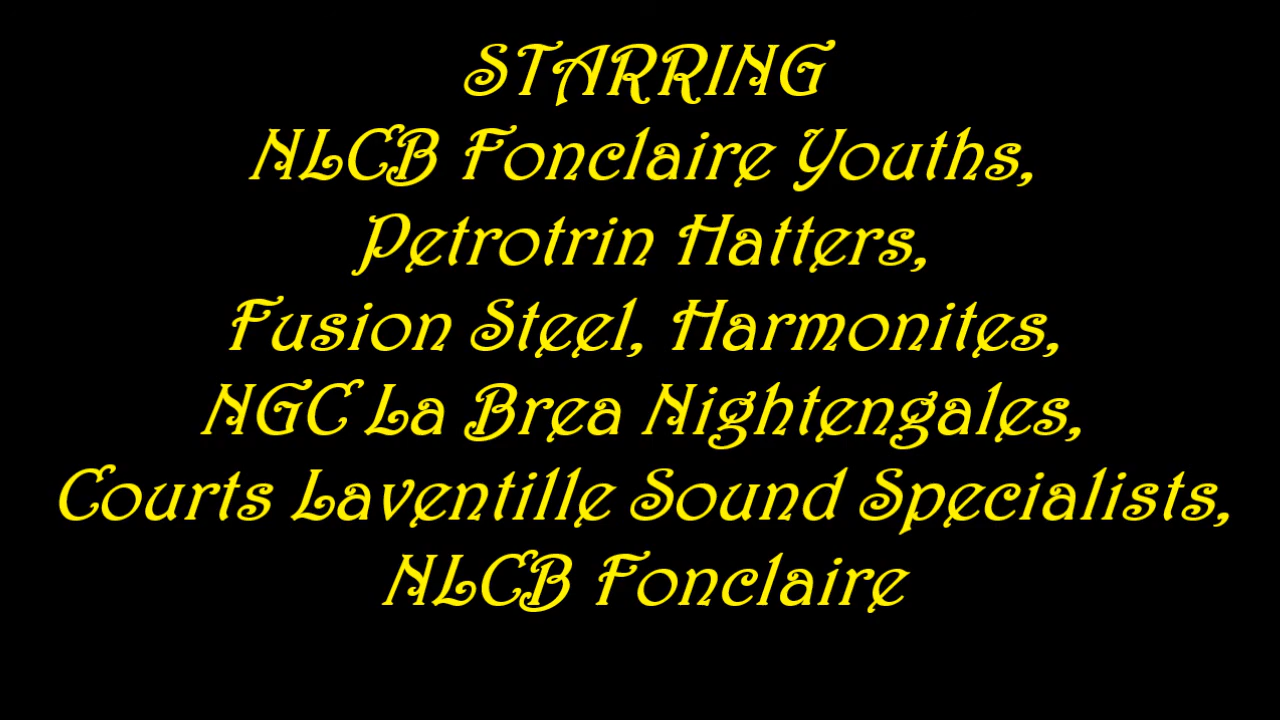 STARRING
NLCB Fonclaire Youths,
Petrotrin Hatters,
Fusion Steel, Harmonites,
NGC La Brea Nightengales,
Courts Laventille Sound Specialists,
NLCB Fonclaire